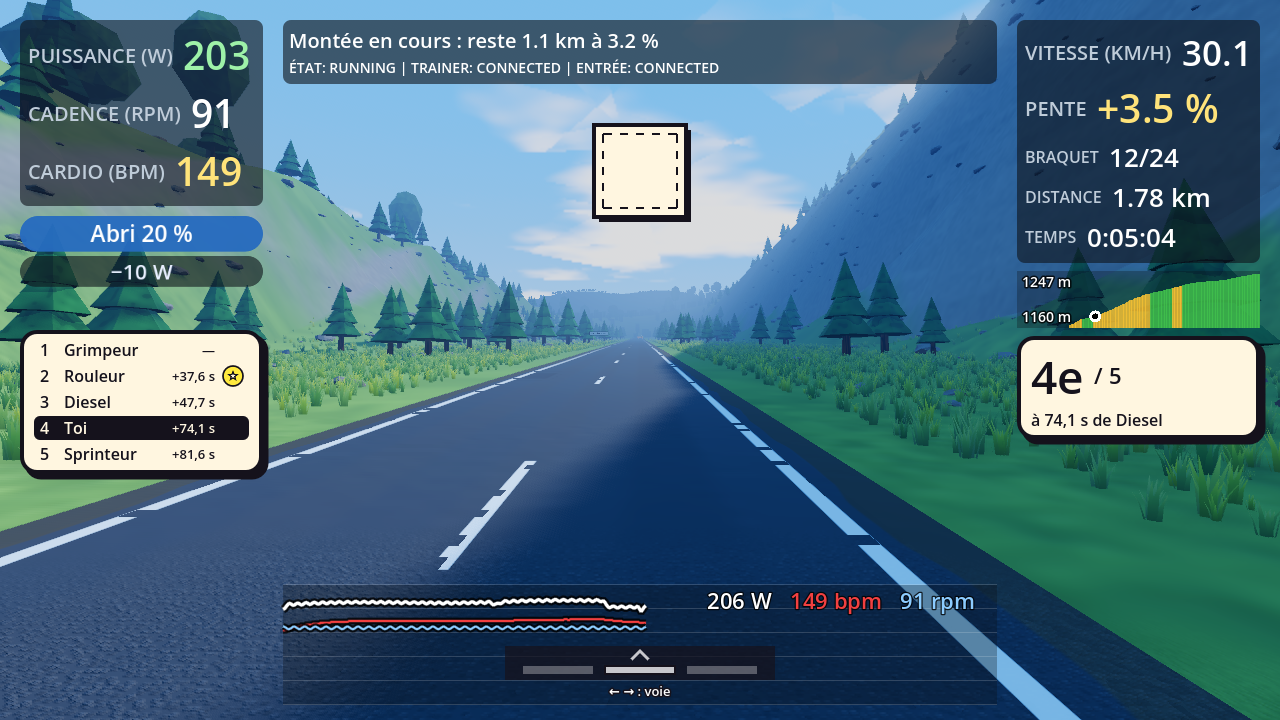 PUISSANCE (W) 203
CADENCE (RPM) 91
CARDIO (BPM) 149
Abri 20 %
−10 W
1 Grimpeur —
2 Rouleur +37,6 s
3 Diesel +47,7 s
4 Toi +74,1 s
5 Sprinteur +81,6 s
Montée en cours : reste 1.1 km à 3.2 %
ÉTAT: RUNNING | TRAINER: CONNECTED | ENTRÉE: CONNECTED
VITESSE (KM/H) 30.1
PENTE +3.5 %
BRAQUET 12/24
DISTANCE 1.78 km
TEMPS 0:05:04
1247 m
1160 m
4e / 5
à 74,1 s de Diesel
206 W 149 bpm 91 rpm
← → : voie